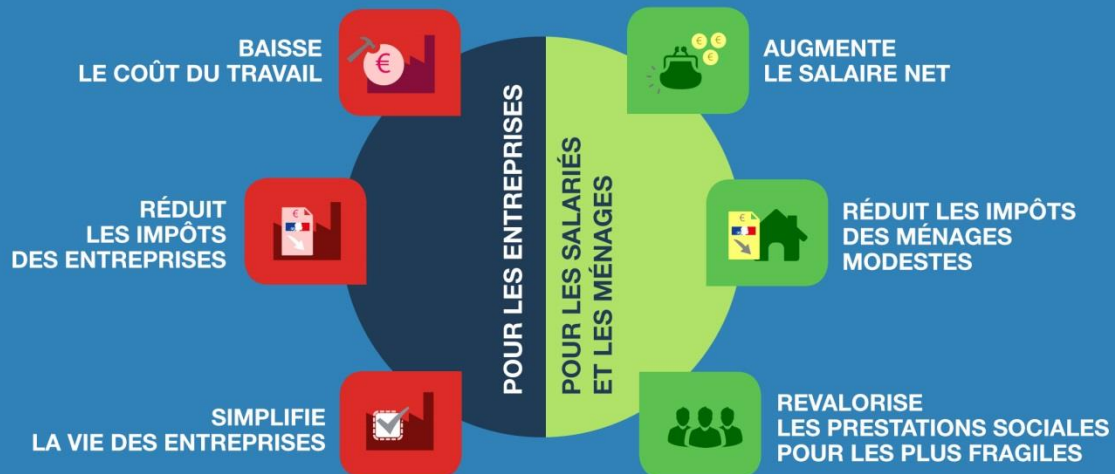 BAISSE
LE COÛT DU TRAVAIL
RÉDUIT
LES IMPÔTS
DES ENTREPRISES
SIMPLIFIE
LA VIE DES ENTREPRISES
POUR LES ENTREPRISES
POUR LES SALARIÉS
ET LES MÉNAGES
AUGMENTE
LE SALAIRE NET
RÉDUIT LES IMPÔTS
DES MÉNAGES
MODESTES
REVALORISE
LES PRESTATIONS SOCIALES
POUR LES PLUS FRAGILES